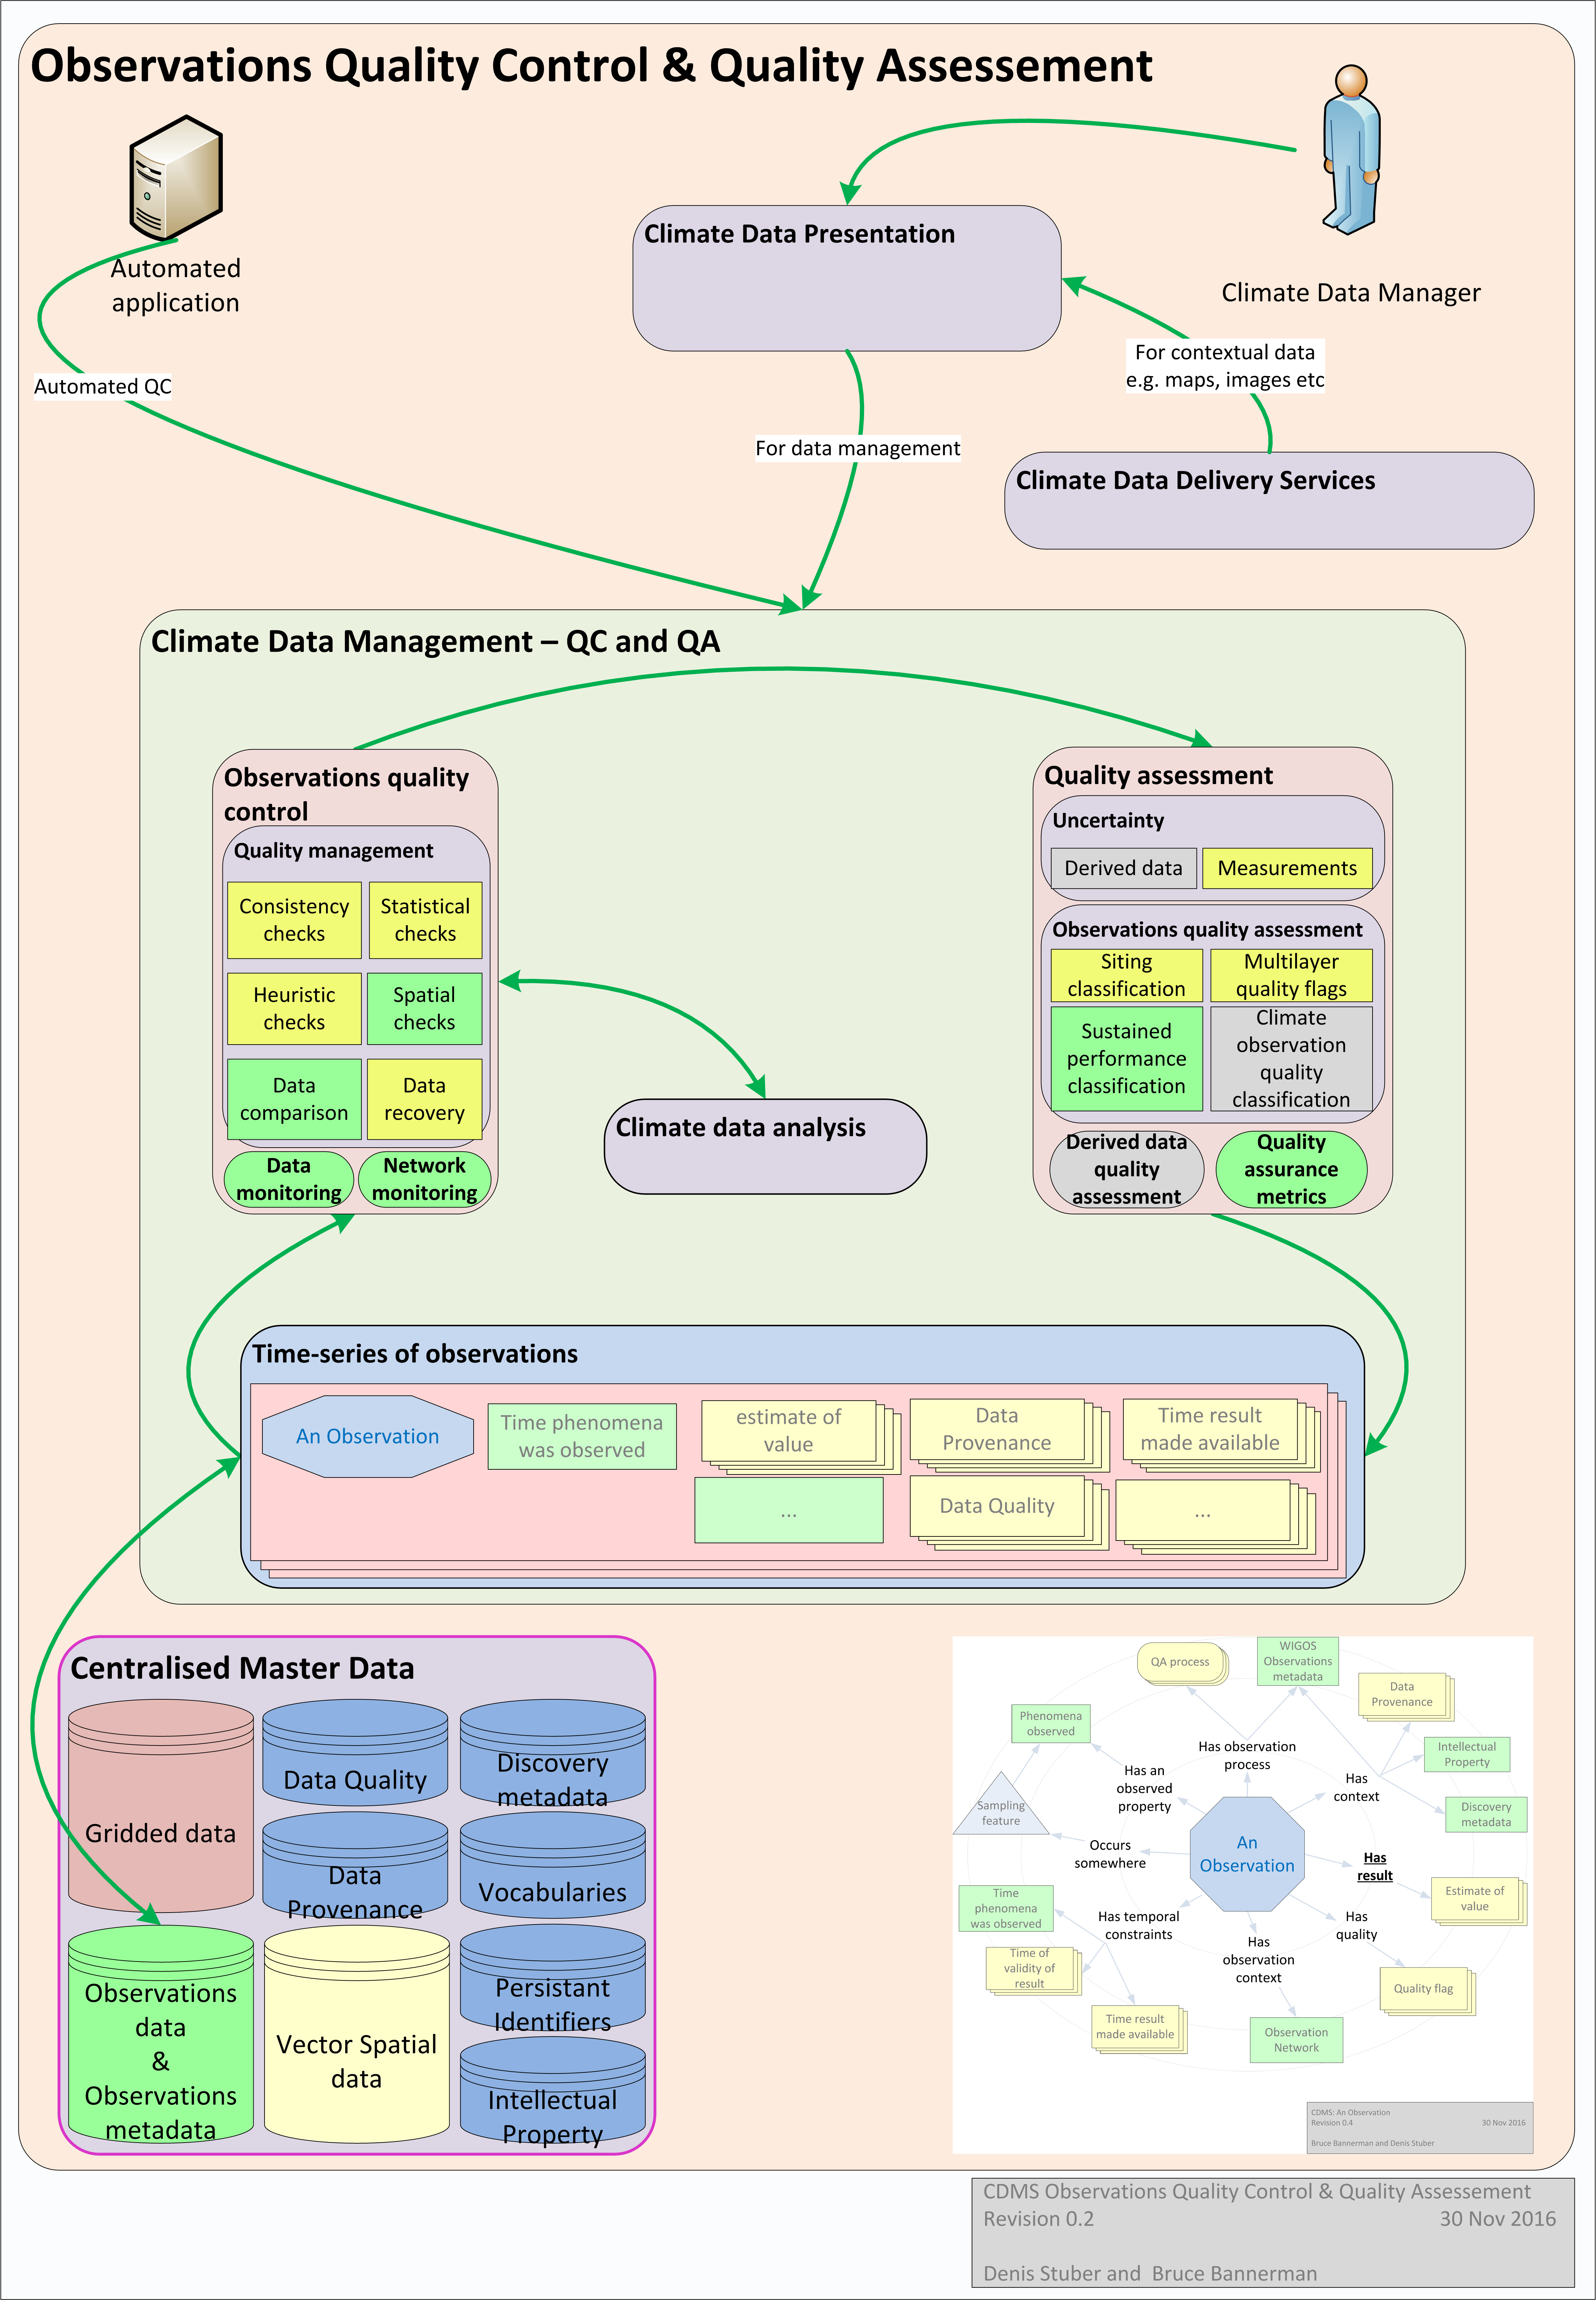 Observations Quality Control & Quality Assessement
Automated
application
Climate Data Manager
Climate Data Presentation
For contextual data
e.g. maps, images etc
Automated QC
For data management
Climate Data Delivery Services
Climate Data Management – QC and QA
Observations quality
control
Quality management
Consistency
checks
Statistical
checks
Heuristic
checks
Spatial
checks
Data
comparison
Data
recovery
Data
monitoring
Network
monitoring
Climate data analysis
Quality assessment
Uncertainty
Derived data
Measurements
Observations quality assessment
Siting
classification
Multilayer
quality flags
Sustained
performance
classification
Climate
observation
quality
classification
Derived data
quality
assessment
Quality
assurance
metrics
Time-series of observations
An Observation
Time phenomena
was observed
estimate of
value
Data
Provenance
Time result
made available
...
Data Quality
...
Centralised Master Data
Gridded data
Data Quality
Discovery
metadata
Data
Provenance
Vocabularies
Observations
data
&
Observations
metadata
Vector Spatial
data
Persistant
Identifiers
Intellectual
Property
QA process
WIGOS
Observations
metadata
Data
Provenance
Phenomena
observed
Intellectual
Property
Has observation
process
Has an
observed
property
Has
context
Sampling
feature
Discovery
metadata
An
Observation
Occurs
somewhere
Has
result
Time
phenomena
was observed
Estimate of
value
Has temporal
constraints
Has
quality
Has
observation
context
Time of
validity of
result
Quality flag
Time result
made available
Observation
Network
CDMS: An Observation
Revision 0.4 30 Nov 2016
Bruce Bannerman and Denis Stuber
CDMS Observations Quality Control & Quality Assessement
Revision 0.2 30 Nov 2016
Denis Stuber and Bruce Bannerman